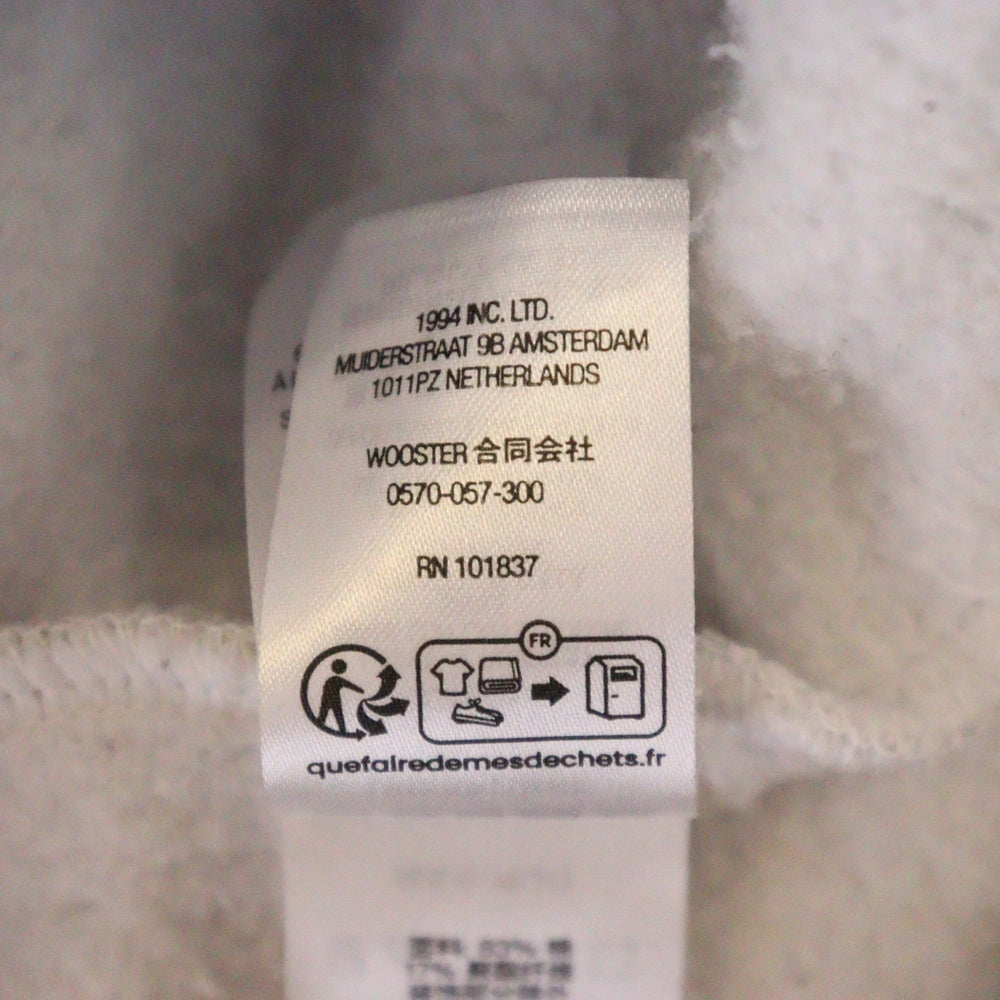 1994 INC. LTD.
MUIDERSTRAAT 9B AMSTERDAM
1011PZ NETHERLANDS
WOOSTER 合同会社
0570-057-300
RN 101837
FR
quefairedemesdechets.fr